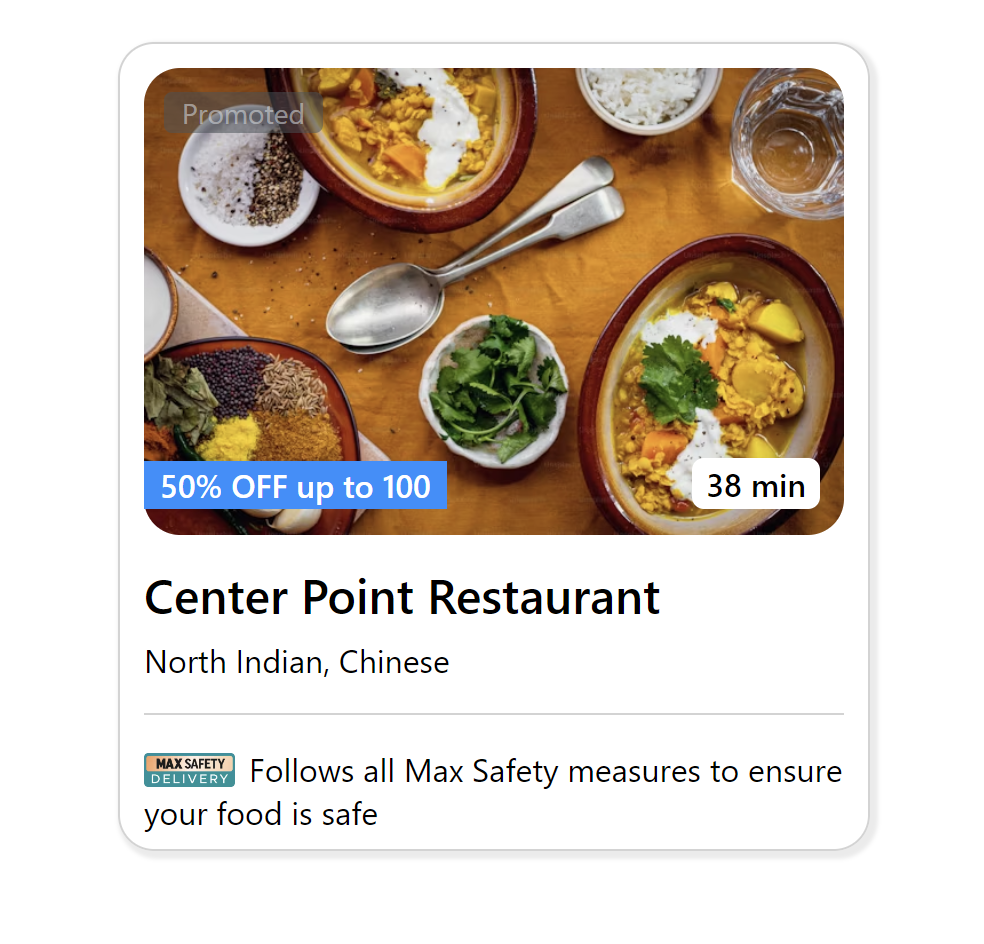 Promoted
50% OFF up to 100
38 min
Center Point Restaurant
North Indian, Chinese
MAX SAFETY
DELIVERY
Follows all Max Safety measures to ensure
your food is safe